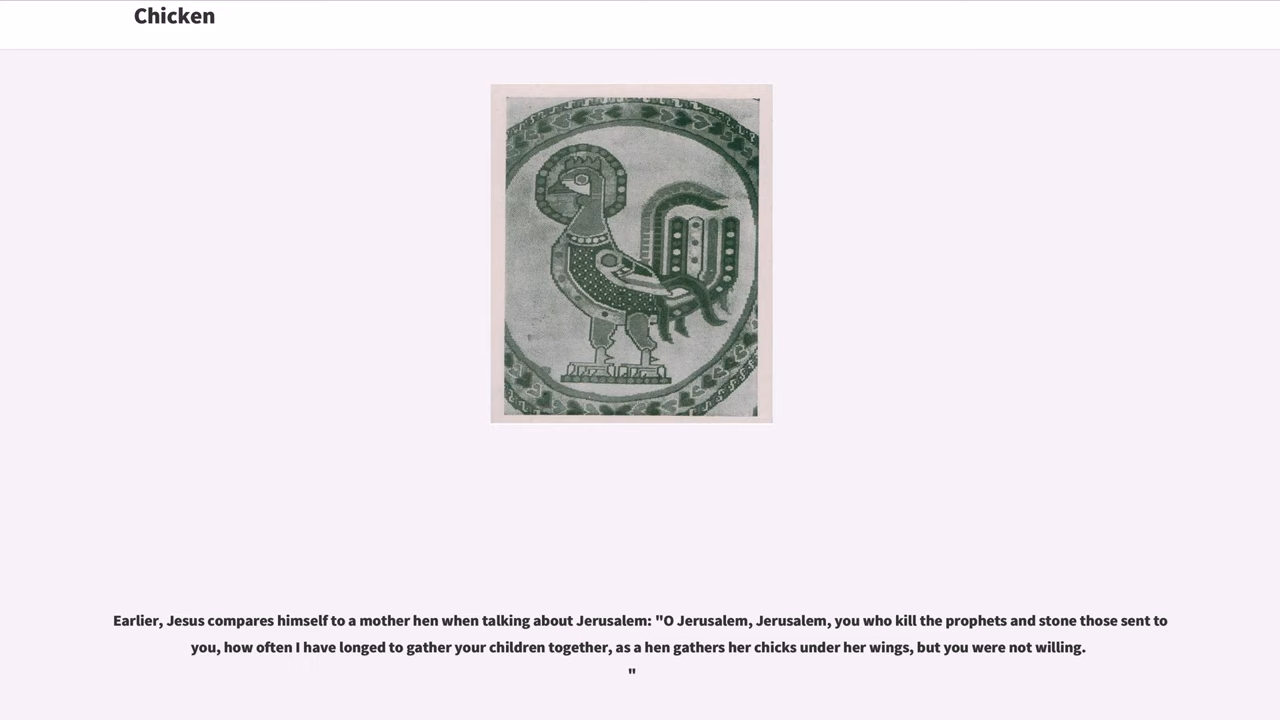 Chicken
Earlier, Jesus compares himself to a mother hen when talking about Jerusalem: "O Jerusalem, Jerusalem, you who kill the prophets and stone those sent to
you, how often I have longed to gather your children together, as a hen gathers her chicks under her wings, but you were not willing.
"